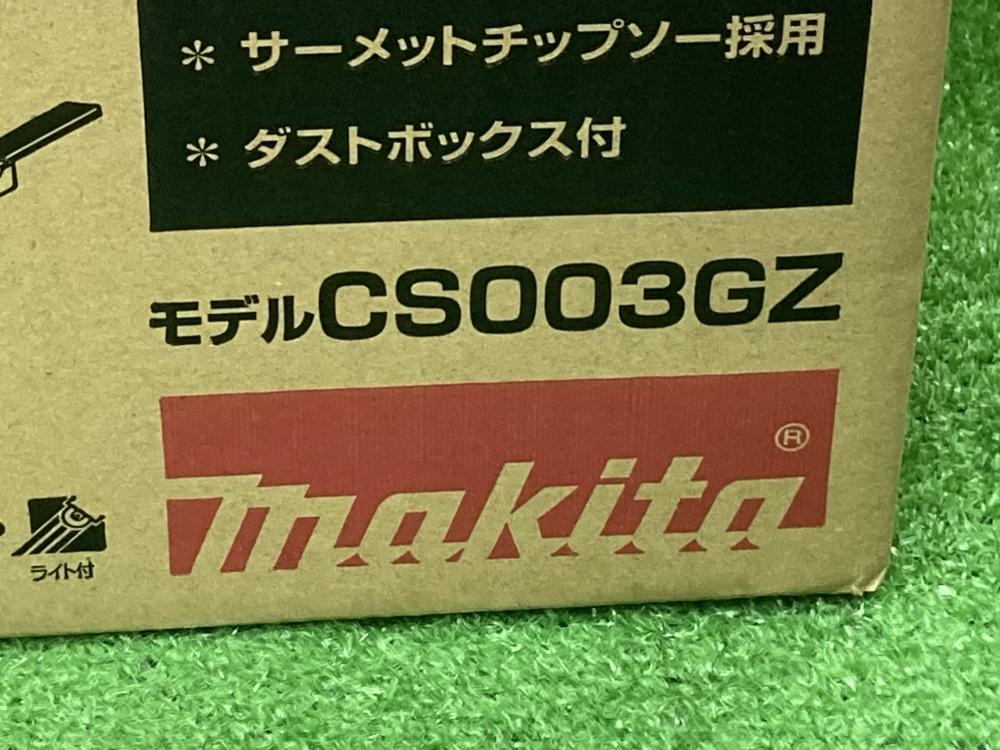 * サーメットチップソー採用
* ダストボックス付
モデルCS003GZ
makita®
ライト付